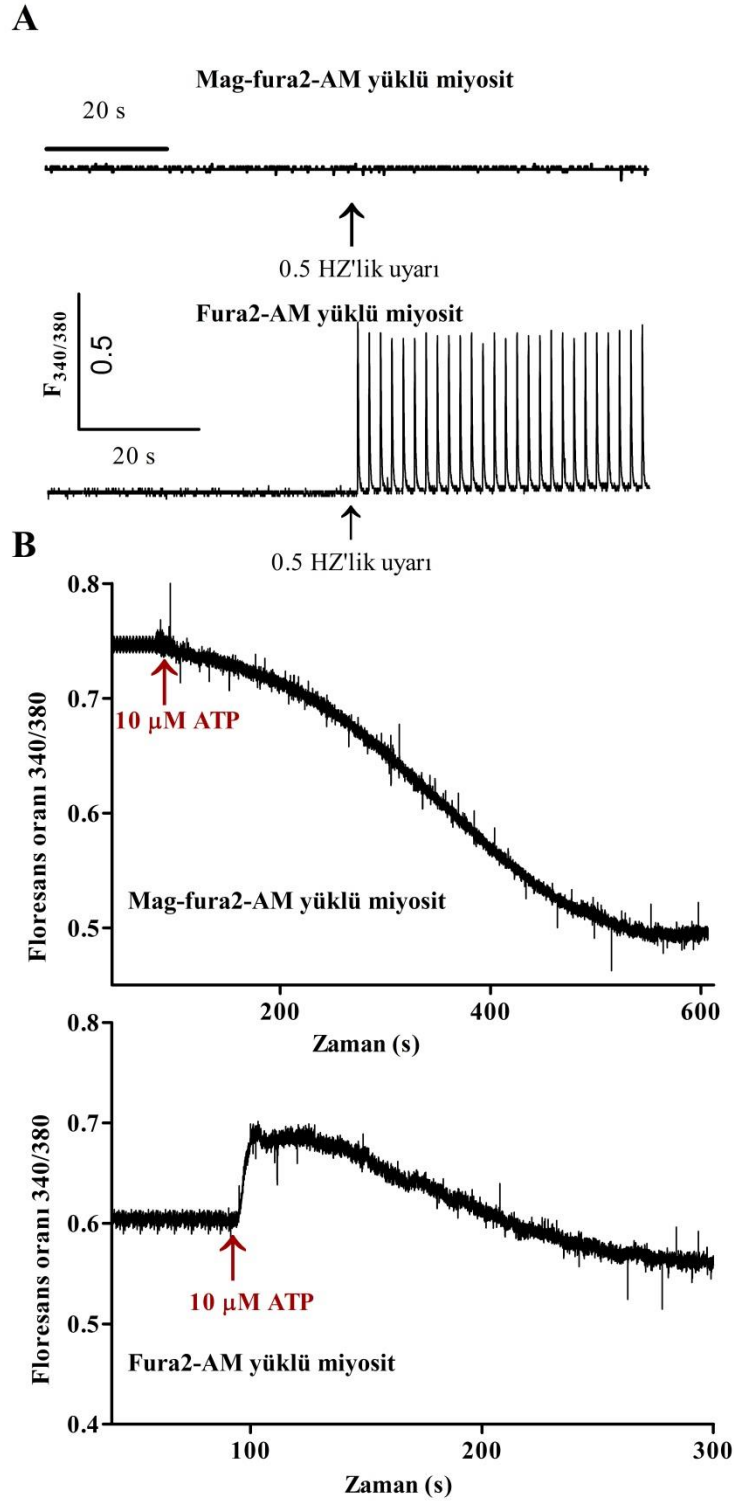 A
Mag-fura2-AM yüklü miyosit
20 s
0.5 HZ'lik uyarı
Fura2-AM yüklü miyosit
F340/380
0.5
20 s
0.5 HZ'lik uyarı
B
0.8
0.7
0.6
0.5
Floresans oranı 340/380
10 µM ATP
Mag-fura2-AM yüklü miyosit
200
400
600
Zaman (s)
0.8
0.7
0.6
0.5
0.4
Floresans oranı 340/380
10 µM ATP
Fura2-AM yüklü miyosit
100
200
300
Zaman (s)